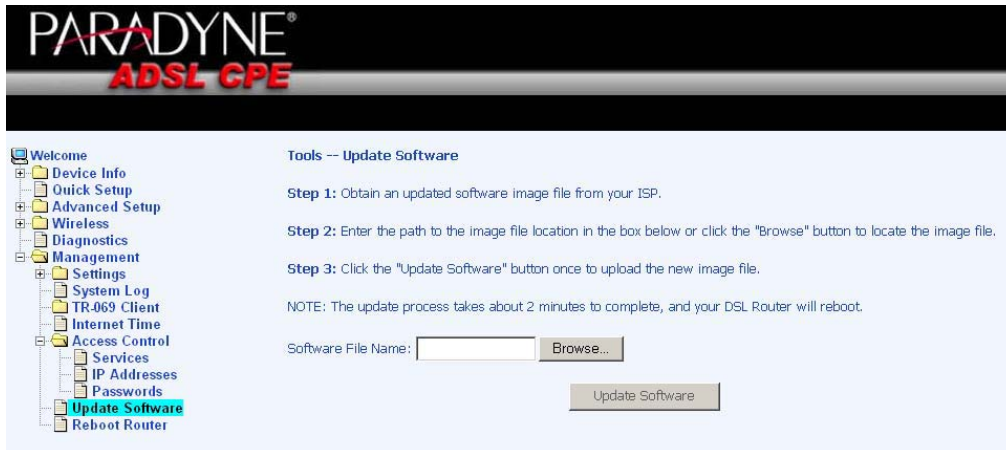 PARADYNE®
ADSL CPE
Welcome
Device Info
Quick Setup
Advanced Setup
Wireless
Diagnostics
Management
Settings
System Log
TR-069 Client
Internet Time
Access Control
Services
IP Addresses
Passwords
Update Software
Reboot Router
Tools -- Update Software
Step 1: Obtain an updated software image file from your ISP.
Step 2: Enter the path to the image file location in the box below or click the "Browse" button to locate the image file.
Step 3: Click the "Update Software" button once to upload the new image file.
NOTE: The update process takes about 2 minutes to complete, and your DSL Router will reboot.
Software File Name:
Browse...
Update Software